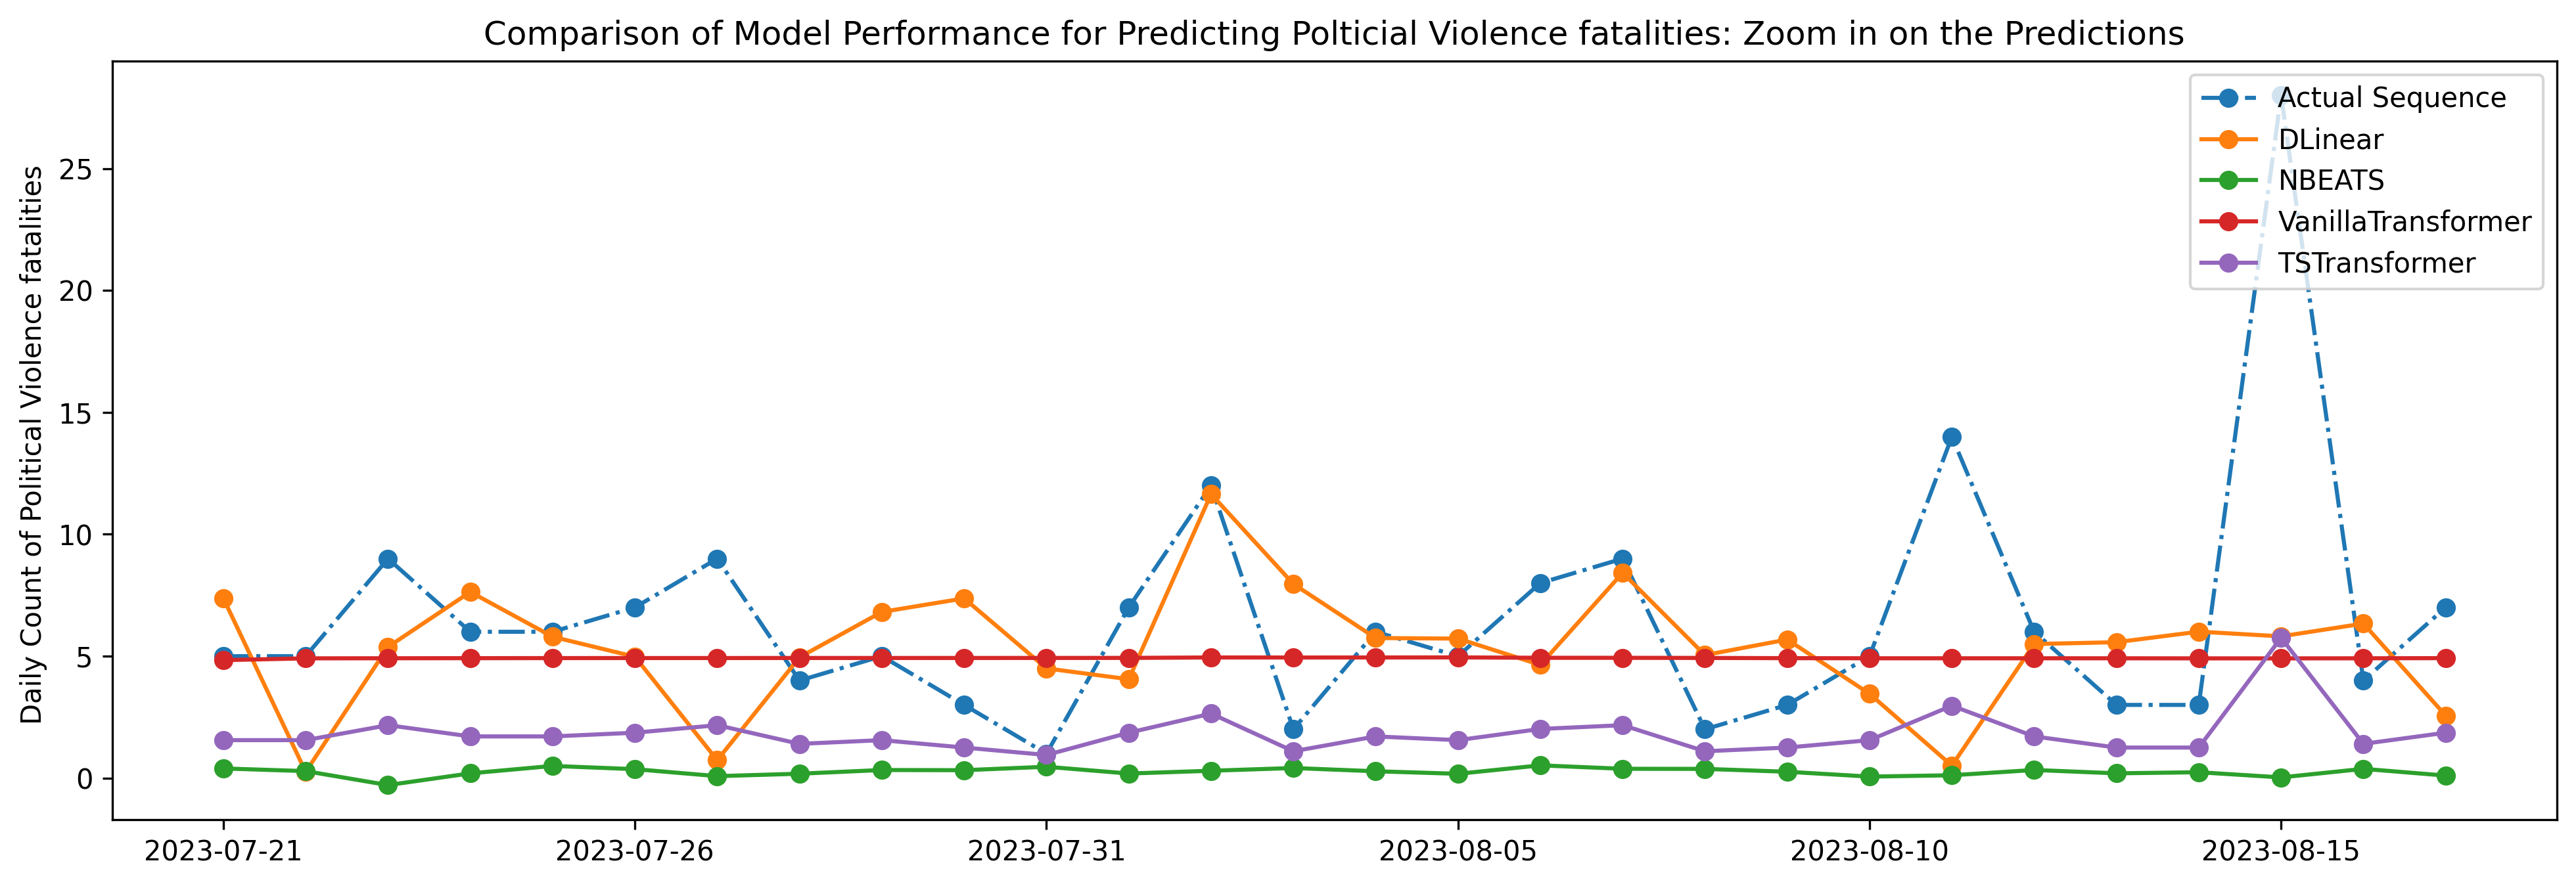 Comparison of Model Performance for Predicting Polticial Violence fatalities: Zoom in on the Predictions
Daily Count of Political Violence fatalities
25
20
15
10
5
0
Actual Sequence
DLinear
NBEATS
VanillaTransformer
TSTransformer
2023-07-21
2023-07-26
2023-07-31
2023-08-05
2023-08-10
2023-08-15